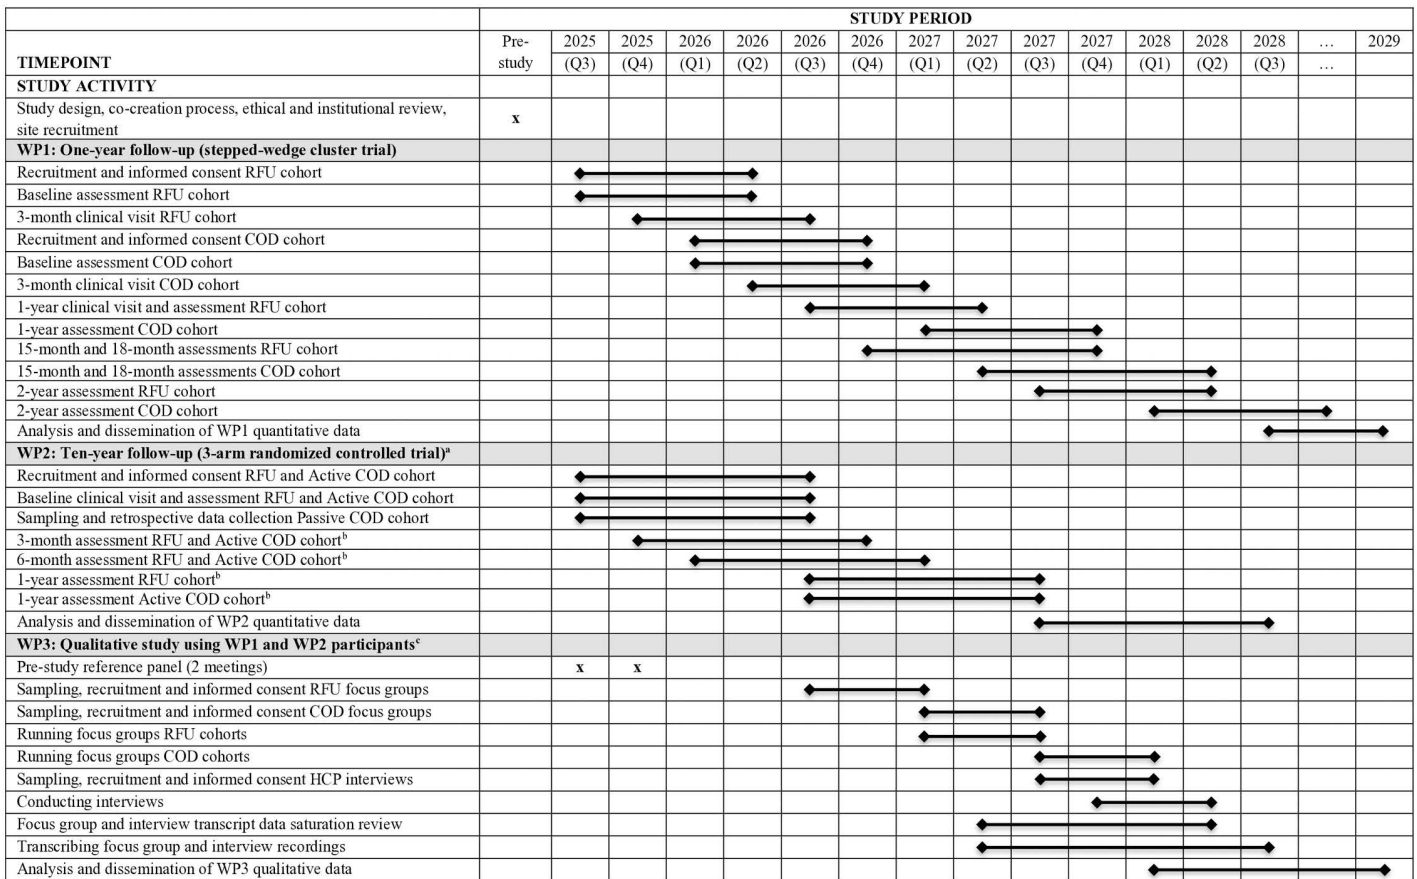 STUDY PERIOD
TIMEPOINT Pre-study 2025 (Q3) 2025 (Q4) 2026 (Q1) 2026 (Q2) 2026 (Q3) 2026 (Q4) 2027 (Q1) 2027 (Q2) 2027 (Q3) 2027 (Q4) 2028 (Q1) 2028 (Q2) 2028 (Q3) … … 2029
STUDY ACTIVITY
Study design, co-creation process, ethical and institutional review,
site recruitment x
WP1: One-year follow-up (stepped-wedge cluster trial)
Recruitment and informed consent RFU cohort
Baseline assessment RFU cohort
3-month clinical visit RFU cohort
Recruitment and informed consent COD cohort
Baseline assessment COD cohort
3-month clinical visit COD cohort
1-year clinical visit and assessment RFU cohort
1-year assessment COD cohort
15-month and 18-month assessments RFU cohort
15-month and 18-month assessments COD cohort
2-year assessment RFU cohort
2-year assessment COD cohort
Analysis and dissemination of WP1 quantitative data
WP2: Ten-year follow-up (3-arm randomized controlled trial)ᵃ
Recruitment and informed consent RFU and Active COD cohort
Baseline clinical visit and assessment RFU and Active COD cohort
Sampling and retrospective data collection Passive COD cohort
3-month assessment RFU and Active COD cohortᵇ
6-month assessment RFU and Active COD cohortᵇ
1-year assessment RFU cohortᵇ
1-year assessment Active COD cohortᵇ
Analysis and dissemination of WP2 quantitative data
WP3: Qualitative study using WP1 and WP2 participantsᶜ
Pre-study reference panel (2 meetings) x x
Sampling, recruitment and informed consent RFU focus groups
Sampling, recruitment and informed consent COD focus groups
Running focus groups RFU cohorts
Running focus groups COD cohorts
Sampling, recruitment and informed consent HCP interviews
Conducting interviews
Focus group and interview transcript data saturation review
Transcribing focus group and interview recordings
Analysis and dissemination of WP3 qualitative data